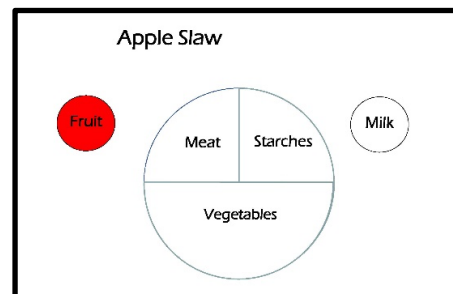 Apple Slaw
Fruit
Milk
Meat
Starches
Vegetables